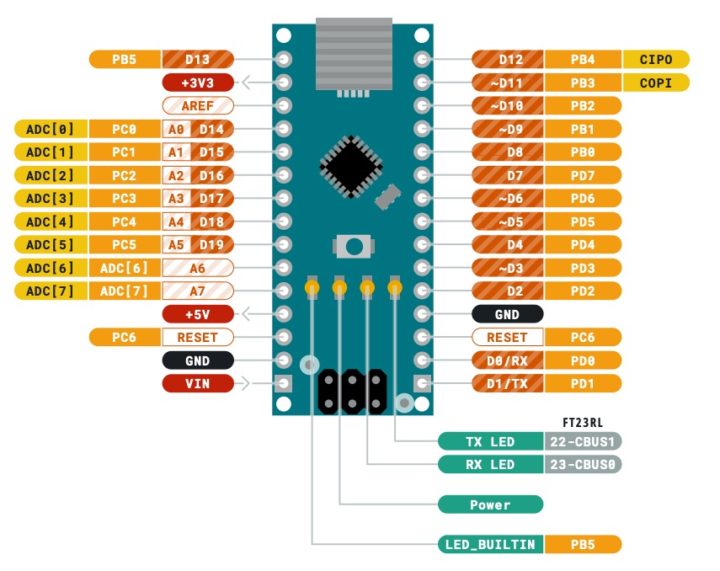 PB5 D13 D12 PB4 CIPO
+3V3 ~D11 PB3 COPI
AREF ~D10 PB2
ADC[0] PC0 A0 D14 ~D9 PB1
ADC[1] PC1 A1 D15 D8 PB0
ADC[2] PC2 A2 D16 D7 PD7
ADC[3] PC3 A3 D17 ~D6 PD6
ADC[4] PC4 A4 D18 ~D5 PD5
ADC[5] PC5 A5 D19 D4 PD4
ADC[6] ADC[6] A6 ~D3 PD3
ADC[7] ADC[7] A7 D2 PD2
+5V GND
PC6 RESET RESET PC6
GND D0/RX PD0
VIN D1/TX PD1
FT23RL
TX LED 22-CBUS1
RX LED 23-CBUS0
Power
LED_BUILTIN PB5